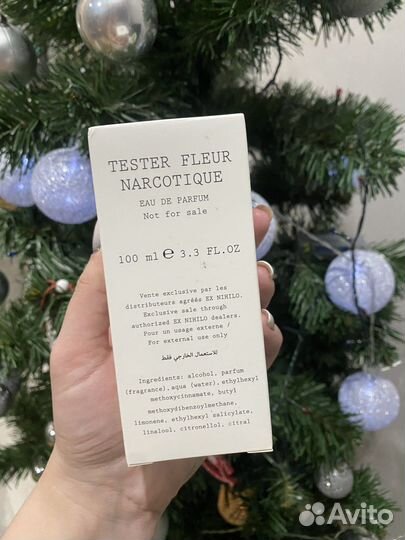 TESTER FLEUR
NARCOTIQUE
EAU DE PARFUM
Not for sale
100 ml ℮ 3.3 FL.OZ
Vente exclusive par les
distributeurs agréés EX NIHILO.
Exclusive sale through
authorized EX NIHILO dealers.
Pour un usage externe /
For external use only
للاستعمال الخارجي فقط
Ingredients: alcohol, parfum
(fragrance), aqua (water), ethylhexyl
methoxycinnamate, butyl
methoxydibenzoylmethane,
limonene, ethylhexyl salicylate,
linalool, citronellol, citral
Avito